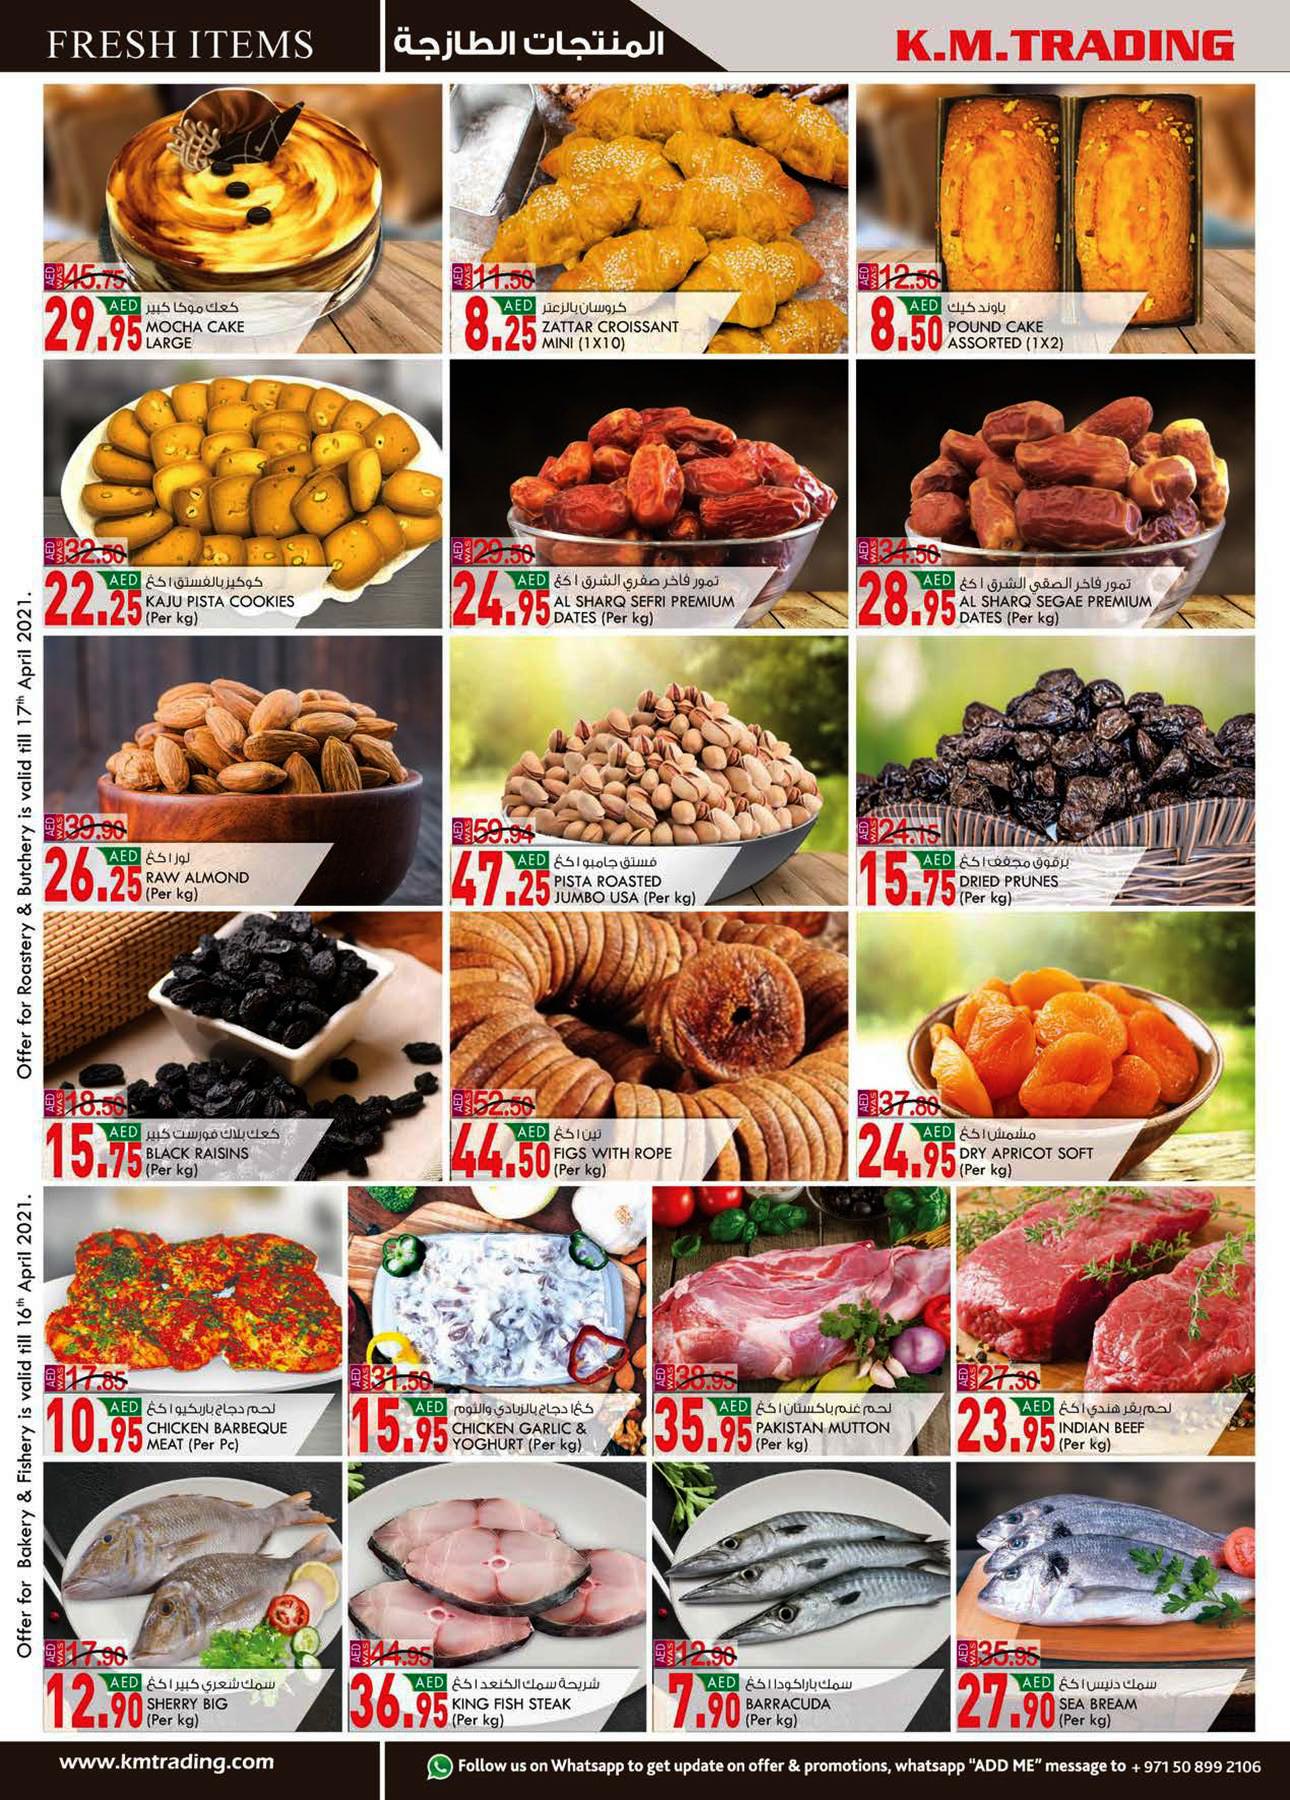 FRESH ITEMS
المنتجات الطازجة
K.M.TRADING
AED WAS 45.75
29.95 AED
كعك موكا كبير
MOCHA CAKE
LARGE
AED WAS 11.50
8.25 AED
كروسان بالزعتر
ZATTAR CROISSANT
MINI (1X10)
AED WAS 12.50
8.50 AED
باوند كيك
POUND CAKE
ASSORTED (1X2)
AED WAS 32.50
22.25 AED
كوكيز بالفستق ١ كغ
KAJU PISTA COOKIES
(Per kg)
AED WAS 29.50
24.95 AED
تمور فاخر صفري الشرق ١ كغ
AL SHARQ SEFRI PREMIUM
DATES (Per kg)
AED WAS 34.50
28.95 AED
تمور فاخر الصقعي الشرق ١ كغ
AL SHARQ SEGAE PREMIUM
DATES (Per kg)
AED WAS 39.90
26.25 AED
لوز ١ كغ
RAW ALMOND
(Per kg)
AED WAS 59.94
47.25 AED
فستق جامبو ١ كغ
PISTA ROASTED
JUMBO USA (Per kg)
AED WAS 24.15
15.75 AED
برقوق مجفف ١ كغ
DRIED PRUNES
(Per kg)
AED WAS 18.50
15.75 AED
كعك بلاك فورست كبير
BLACK RAISINS
(Per kg)
AED WAS 52.50
44.50 AED
تين ١ كغ
FIGS WITH ROPE
(Per kg)
AED WAS 37.80
24.95 AED
مشمش ١ كغ
DRY APRICOT SOFT
(Per kg)
Offer for Roastery & Butchery is valid till 17th April 2021.
AED WAS 17.85
10.95 AED
لحم دجاج باربكيو ١ كغ
CHICKEN BARBEQUE
MEAT (Per Pc)
AED WAS 31.50
15.95 AED
كغ١ دجاج بالزبادي والثوم
CHICKEN GARLIC &
YOGHURT (Per kg)
AED WAS 38.95
35.95 AED
لحم غنم باكستان ١ كغ
PAKISTAN MUTTON
(Per kg)
AED WAS 27.30
23.95 AED
لحم بقر هندي ١ كغ
INDIAN BEEF
(Per kg)
AED WAS 17.90
12.90 AED
سمك شعري كبير ١ كغ
SHERRY BIG
(Per kg)
AED WAS 44.95
36.95 AED
شريحة سمك الكنعد ١ كغ
KING FISH STEAK
(Per kg)
AED WAS 12.90
7.90 AED
سمك باراكودا ١ كغ
BARRACUDA
(Per kg)
AED WAS 35.95
27.90 AED
سمك دنيس ١ كغ
SEA BREAM
(Per kg)
Offer for Bakery & Fishery is valid till 16th April 2021.
www.kmtrading.com
Follow us on Whatsapp to get update on offer & promotions, whatsapp “ADD ME” message to + 971 50 899 2106